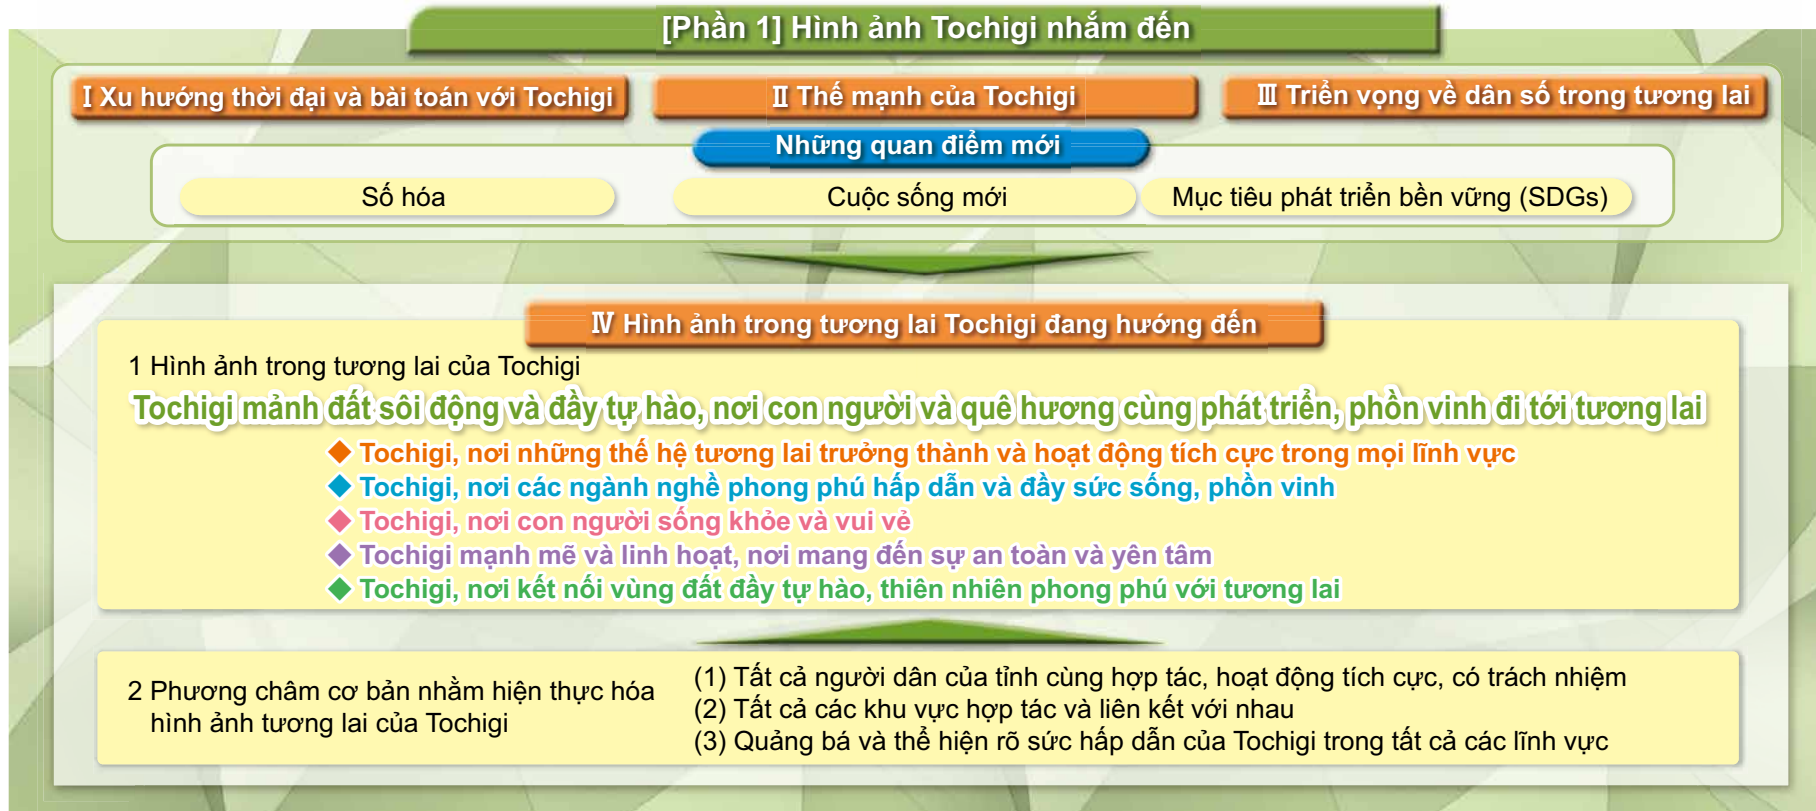 [Phần 1] Hình ảnh Tochigi nhắm đến
Ⅰ Xu hướng thời đại và bài toán với Tochigi
Ⅱ Thế mạnh của Tochigi
Ⅲ Triển vọng về dân số trong tương lai
Những quan điểm mới
Số hóa
Cuộc sống mới
Mục tiêu phát triển bền vững (SDGs)
Ⅳ Hình ảnh trong tương lai Tochigi đang hướng đến
1 Hình ảnh trong tương lai của Tochigi
Tochigi mảnh đất sôi động và đầy tự hào, nơi con người và quê hương cùng phát triển, phồn vinh đi tới tương lai
◆ Tochigi, nơi những thế hệ tương lai trưởng thành và hoạt động tích cực trong mọi lĩnh vực
◆ Tochigi, nơi các ngành nghề phong phú hấp dẫn và đầy sức sống, phồn vinh
◆ Tochigi, nơi con người sống khỏe và vui vẻ
◆ Tochigi mạnh mẽ và linh hoạt, nơi mang đến sự an toàn và yên tâm
◆ Tochigi, nơi kết nối vùng đất đầy tự hào, thiên nhiên phong phú với tương lai
2 Phương châm cơ bản nhằm hiện thực hóa
hình ảnh tương lai của Tochigi
(1) Tất cả người dân của tỉnh cùng hợp tác, hoạt động tích cực, có trách nhiệm
(2) Tất cả các khu vực hợp tác và liên kết với nhau
(3) Quảng bá và thể hiện rõ sức hấp dẫn của Tochigi trong tất cả các lĩnh vực